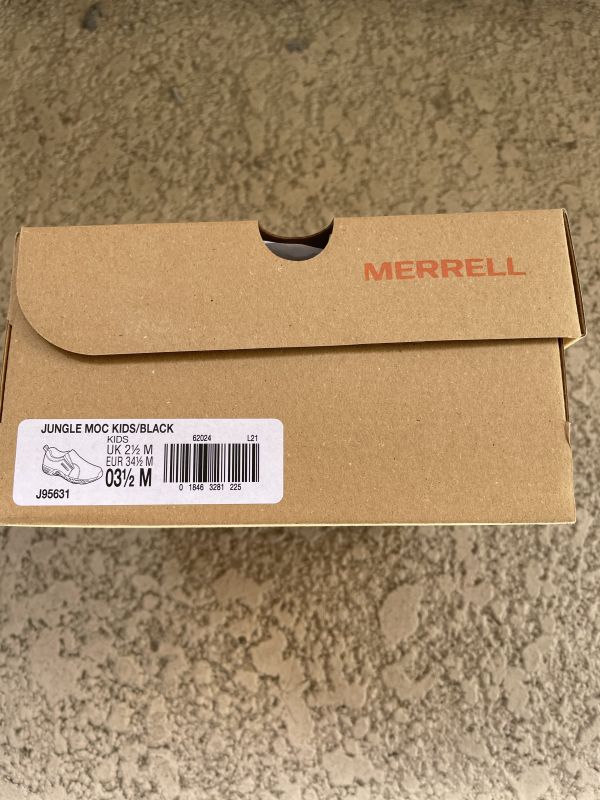 MERRELL
JUNGLE MOC KIDS/BLACK
KIDS
UK 2½ M
EUR 34½ M
03½ M
J95631
62024 L21
0 1846 3281 225